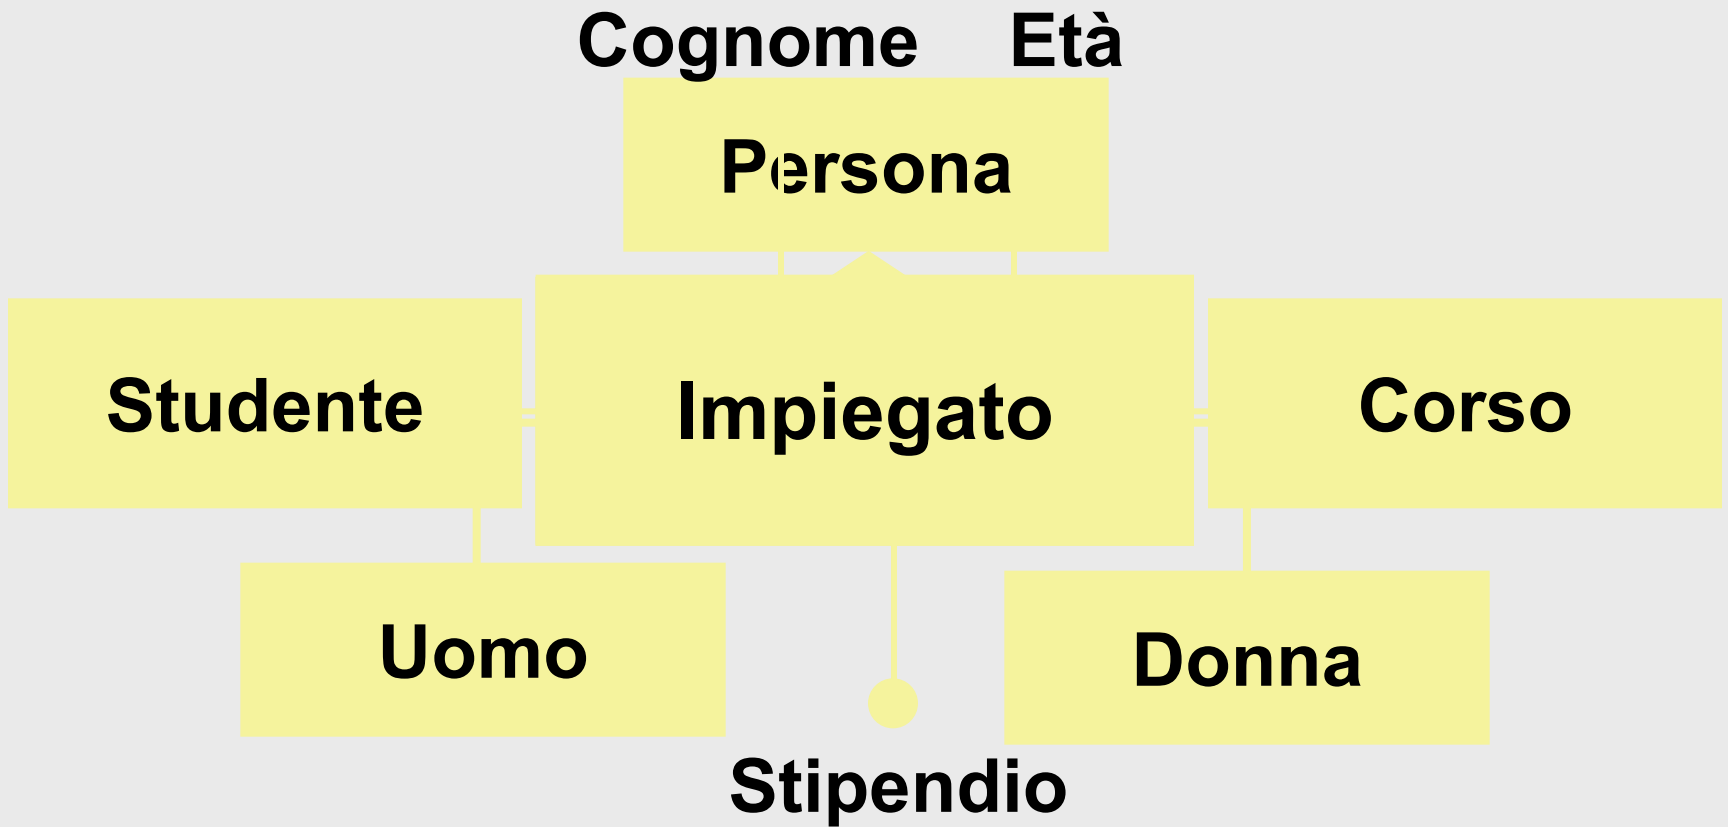 Cognome Età
Persona
Studente Impiegato Corso
Uomo Donna
Stipendio